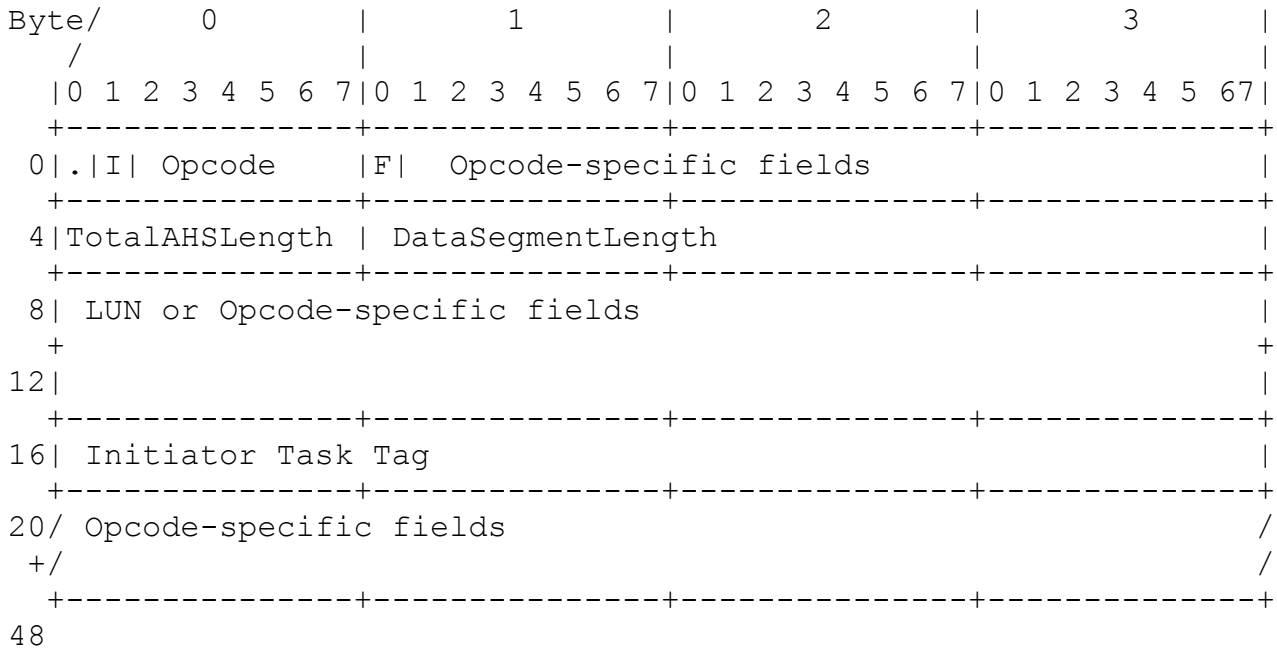 Byte/     0       |       1       |       2       |       3       |
   /              |               |               |               |
  |0 1 2 3 4 5 6 7|0 1 2 3 4 5 6 7|0 1 2 3 4 5 6 7|0 1 2 3 4 5 67|
  +---------------+---------------+---------------+--------------+
 0|.|I| Opcode    |F|  Opcode-specific fields                    |
  +---------------+---------------+---------------+--------------+
 4|TotalAHSLength | DataSegmentLength                            |
  +---------------+---------------+---------------+--------------+
 8| LUN or Opcode-specific fields                                |
  +                                                              +
12|                                                              |
  +---------------+---------------+---------------+--------------+
16| Initiator Task Tag                                           |
  +---------------+---------------+---------------+--------------+
20/ Opcode-specific fields                                       /
 +/                                                              /
  +---------------+---------------+---------------+--------------+
48